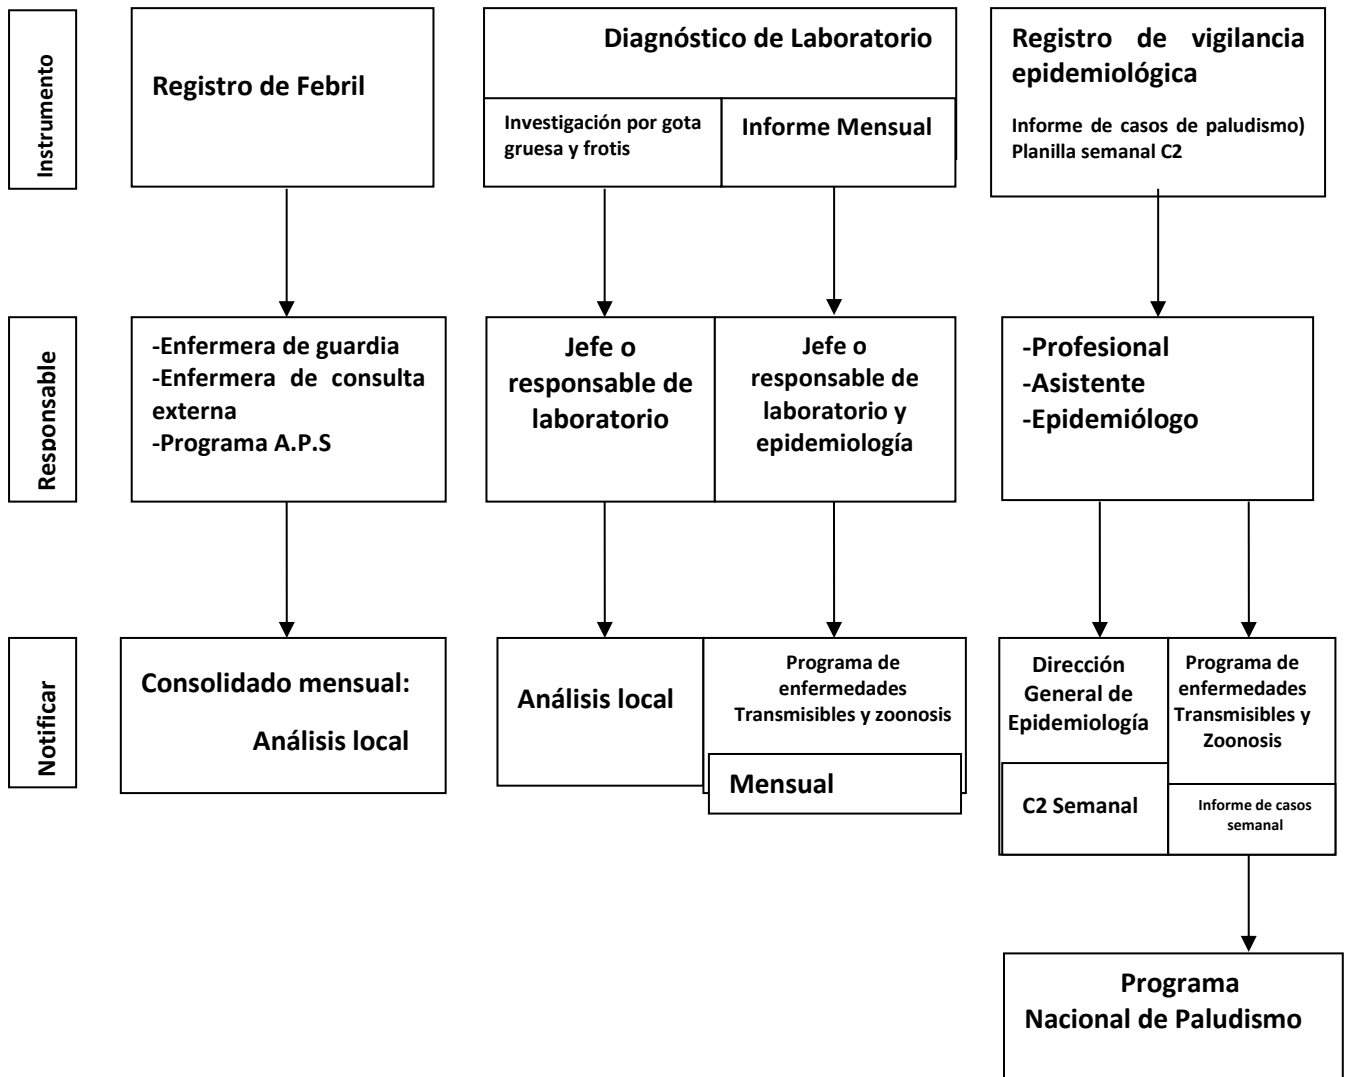 Instrumento
Registro de Febril
Diagnóstico de Laboratorio
Investigación por gota
gruesa y frotis
Informe Mensual
Registro de vigilancia
epidemiológica
Informe de casos de paludismo)
Planilla semanal C2
Responsable
-Enfermera de guardia
-Enfermera de consulta
externa
-Programa A.P.S
Jefe o
responsable de
laboratorio
Jefe o
responsable de
laboratorio y
epidemiología
-Profesional
-Asistente
-Epidemiólogo
Notificar
Consolidado mensual:
Análisis local
Análisis local
Programa de
enfermedades
Transmisibles y zoonosis
Mensual
Dirección
General de
Epidemiología
C2 Semanal
Programa de
enfermedades
Transmisibles y
Zoonosis
Informe de casos
semanal
Programa
Nacional de Paludismo